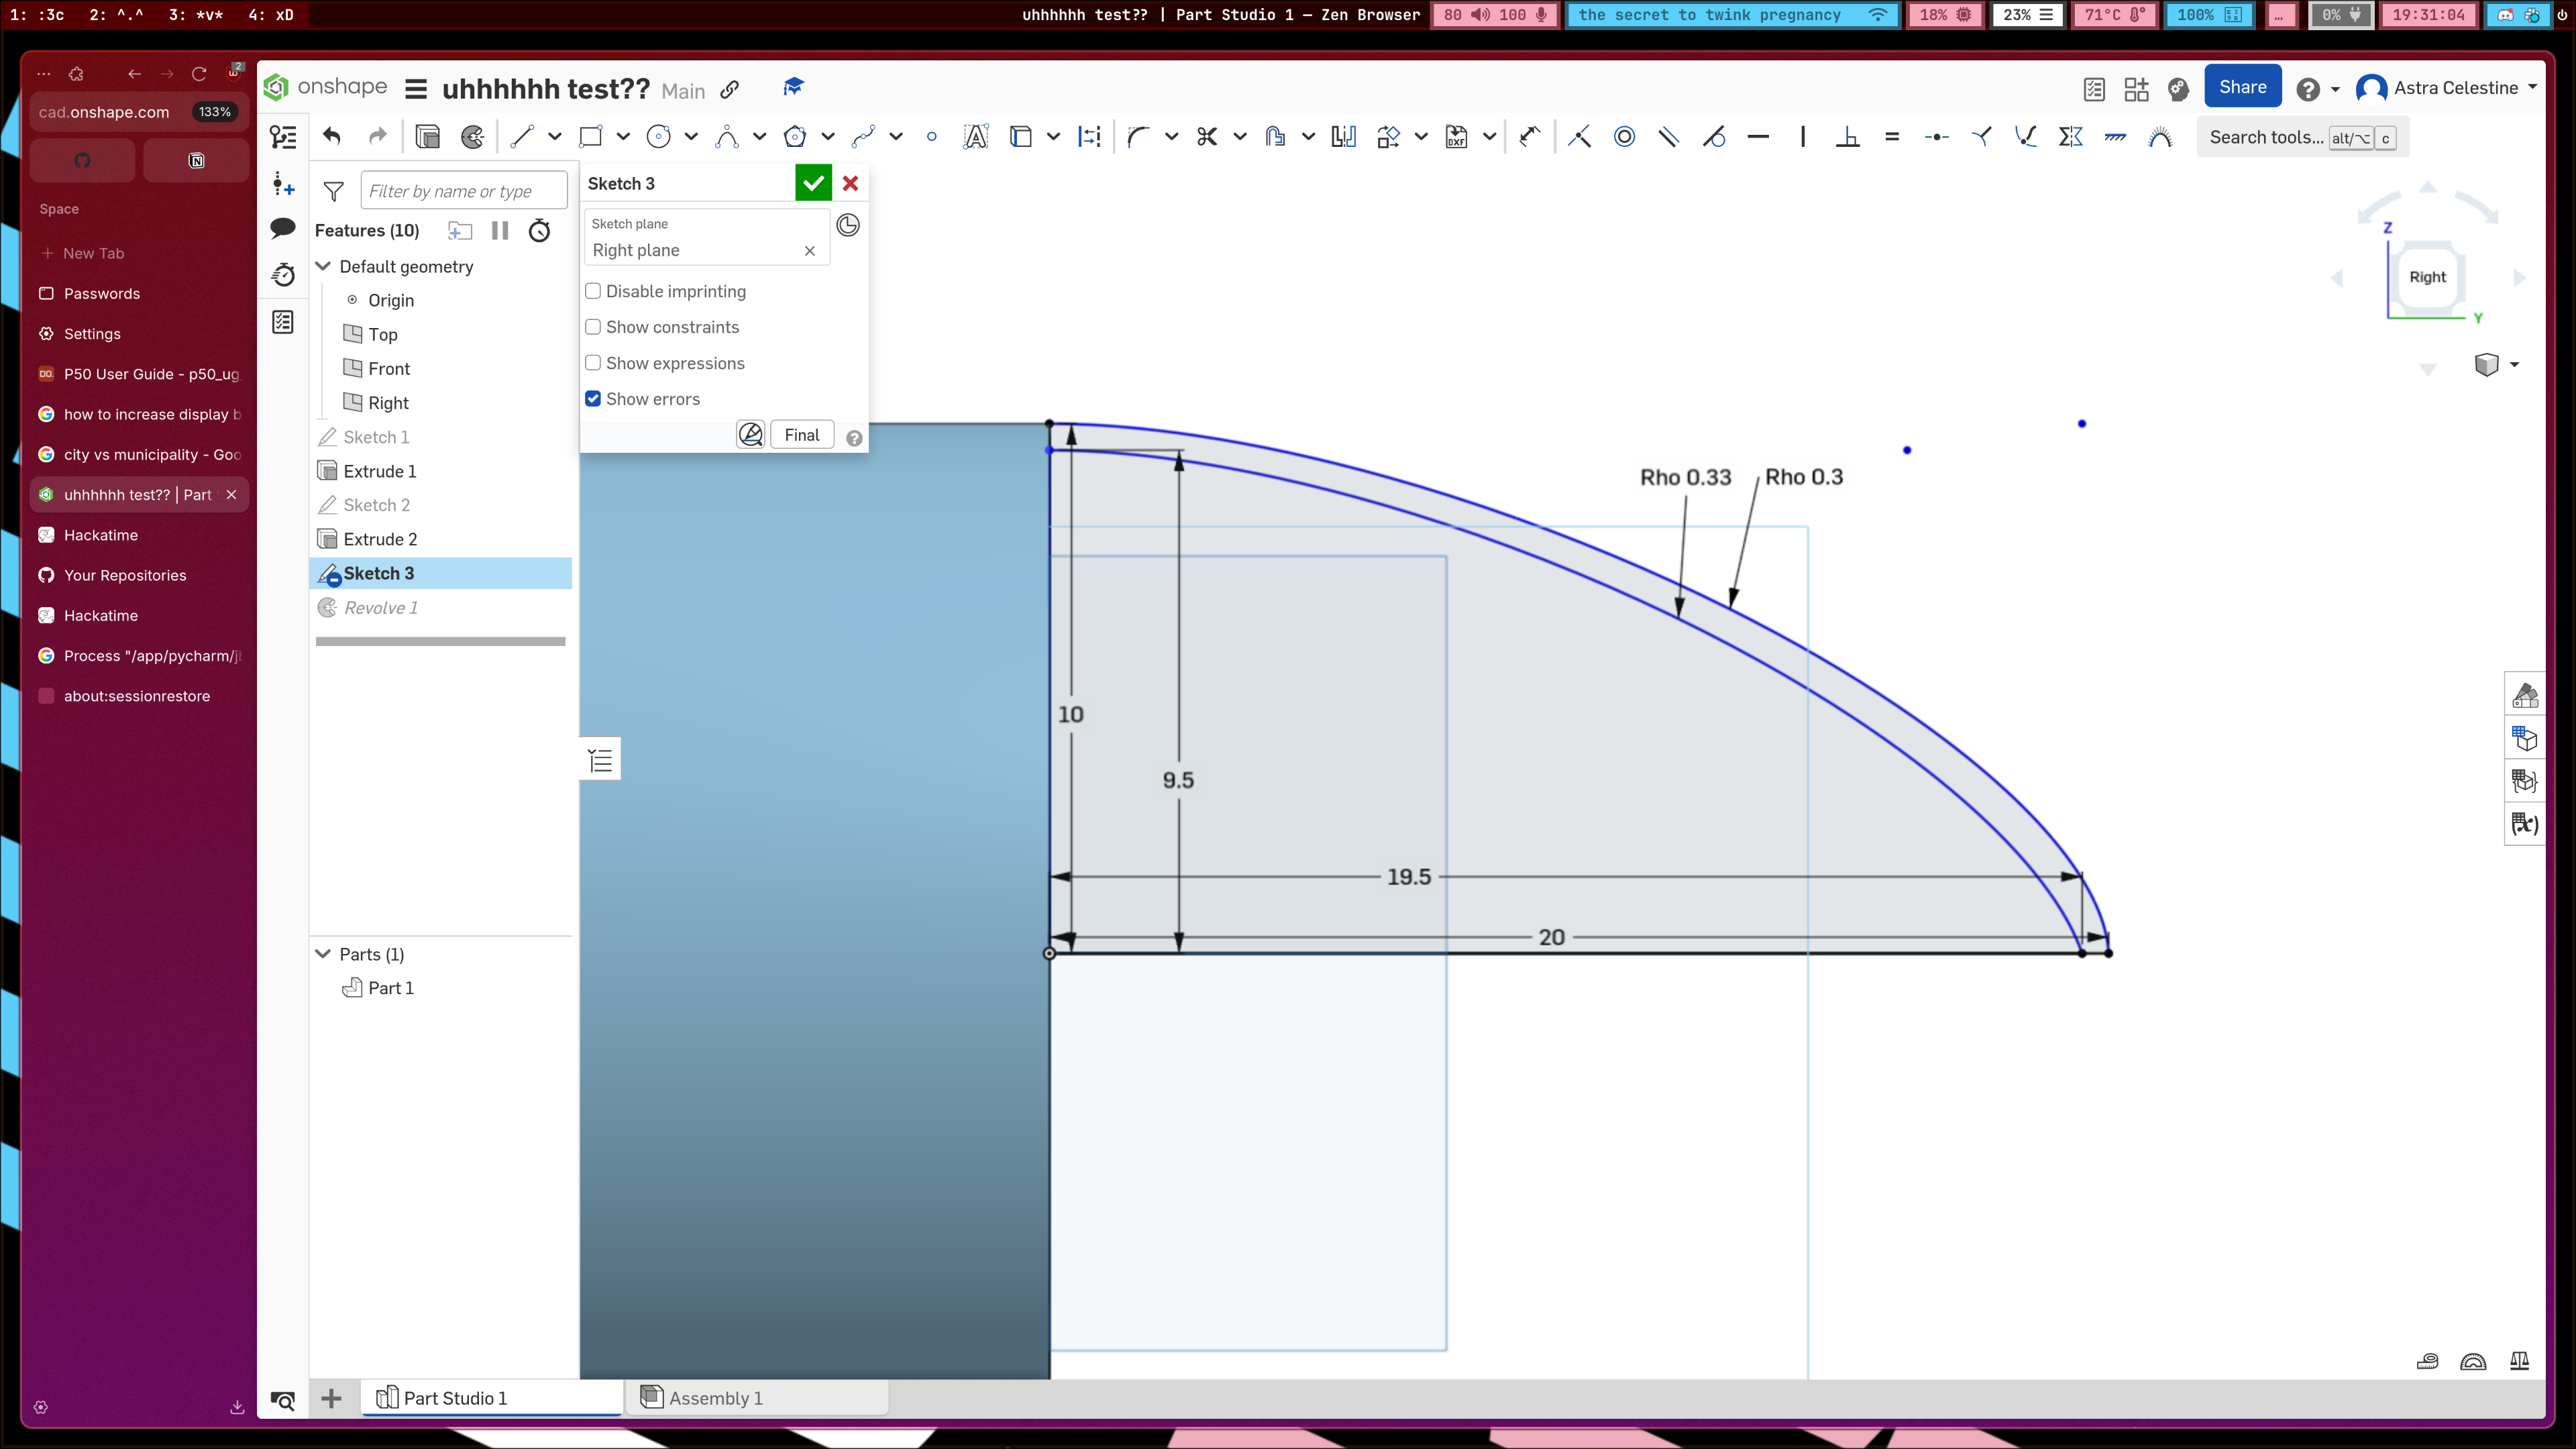 1: :3c 2: ^.^ 3: *v* 4: xD
uhhhhhh test?? | Part Studio 1 — Zen Browser
80 100
the secret to twink pregnancy
18%
23%
71°C
100%
…
0%
19:31:04
cad.onshape.com 133%
2
Space
New Tab
Passwords
Settings
P50 User Guide - p50_ug
how to increase display b
city vs municipality - Goo
uhhhhhh test?? | Part
Hackatime
Your Repositories
Hackatime
Process "/app/pycharm/j
about:sessionrestore
onshape
uhhhhhh test?? Main
Share
Astra Celestine
DXF
Search tools... alt/⌥ c
Filter by name or type
Features (10)
Default geometry
Origin
Top
Front
Right
Sketch 1
Extrude 1
Sketch 2
Extrude 2
Sketch 3
Revolve 1
Parts (1)
Part 1
Sketch 3
Sketch plane
Right plane
Disable imprinting
Show constraints
Show expressions
Show errors
Final
Z
Right
Y
Rho 0.33
Rho 0.3
10
9.5
19.5
20
Part Studio 1
Assembly 1